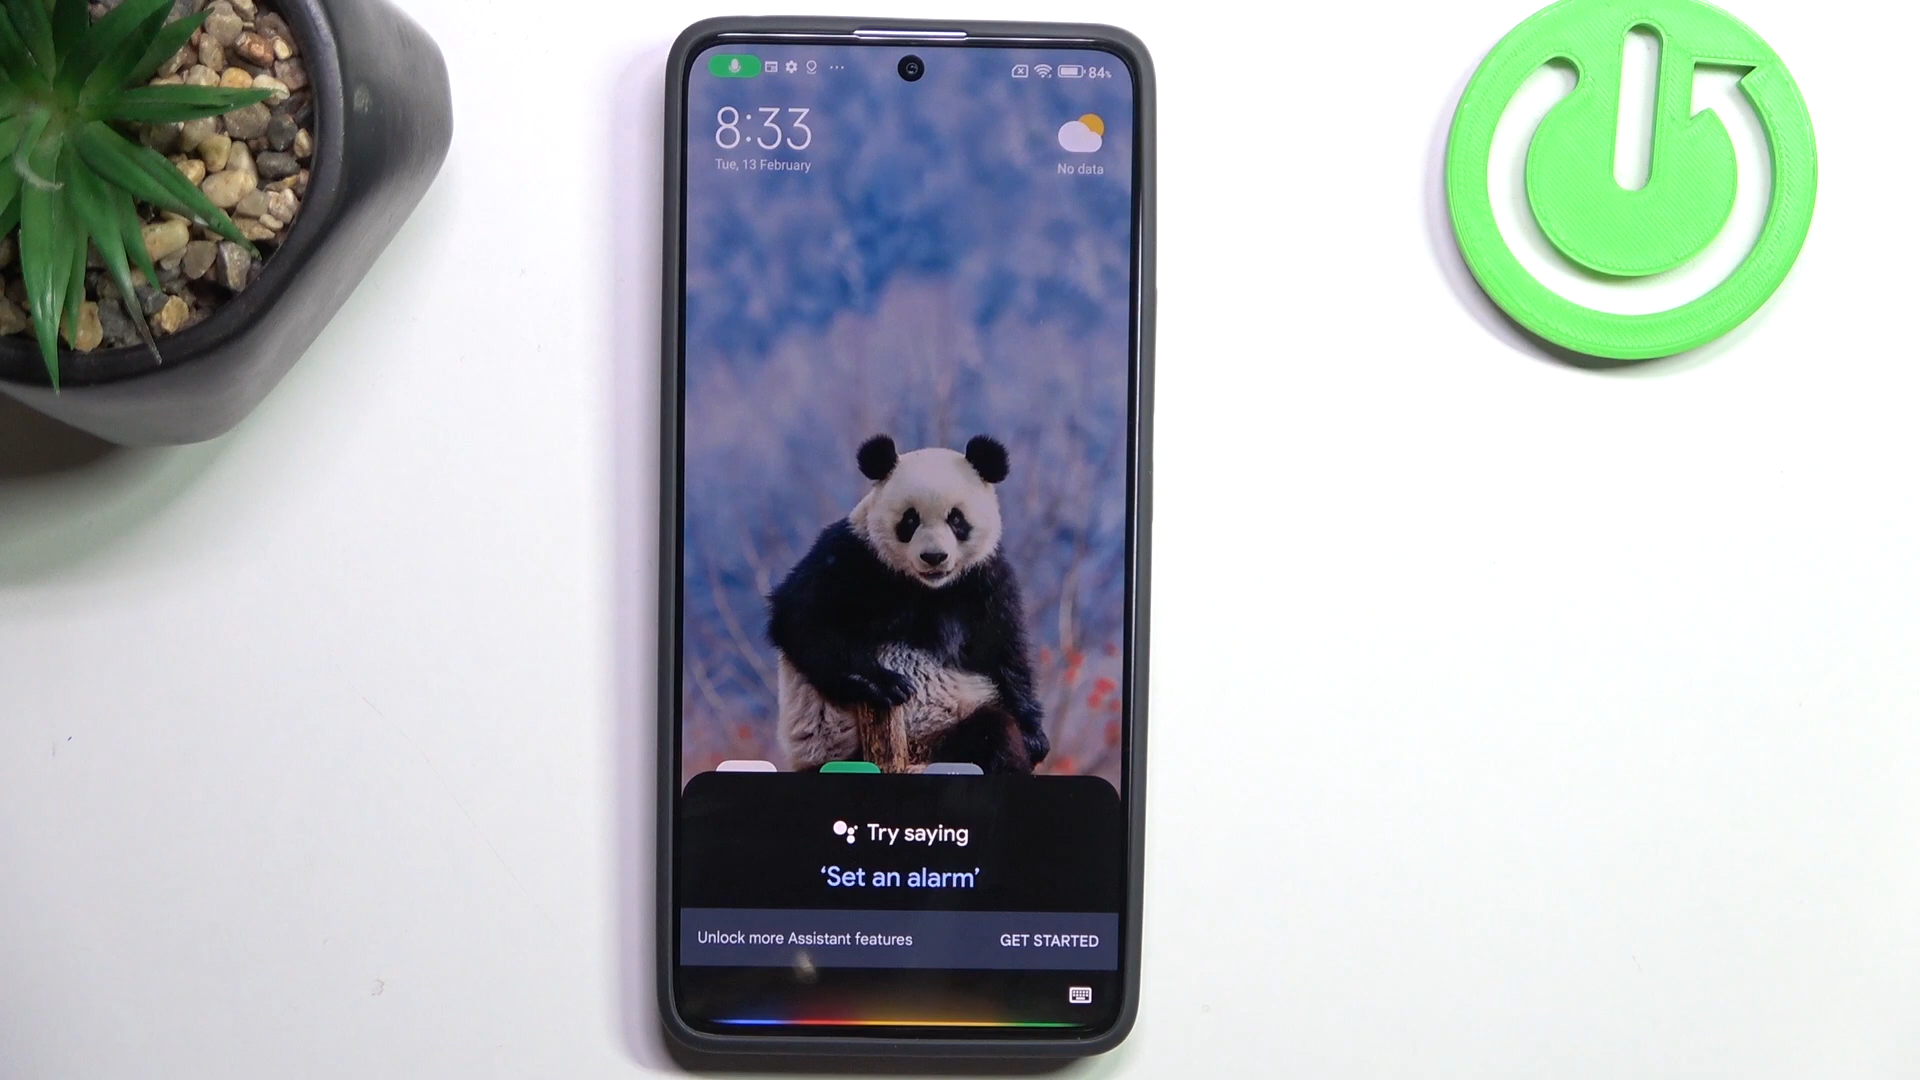 84%
8:33
Tue, 13 February
No data
Try saying
‘Set an alarm’
Unlock more Assistant features
GET STARTED